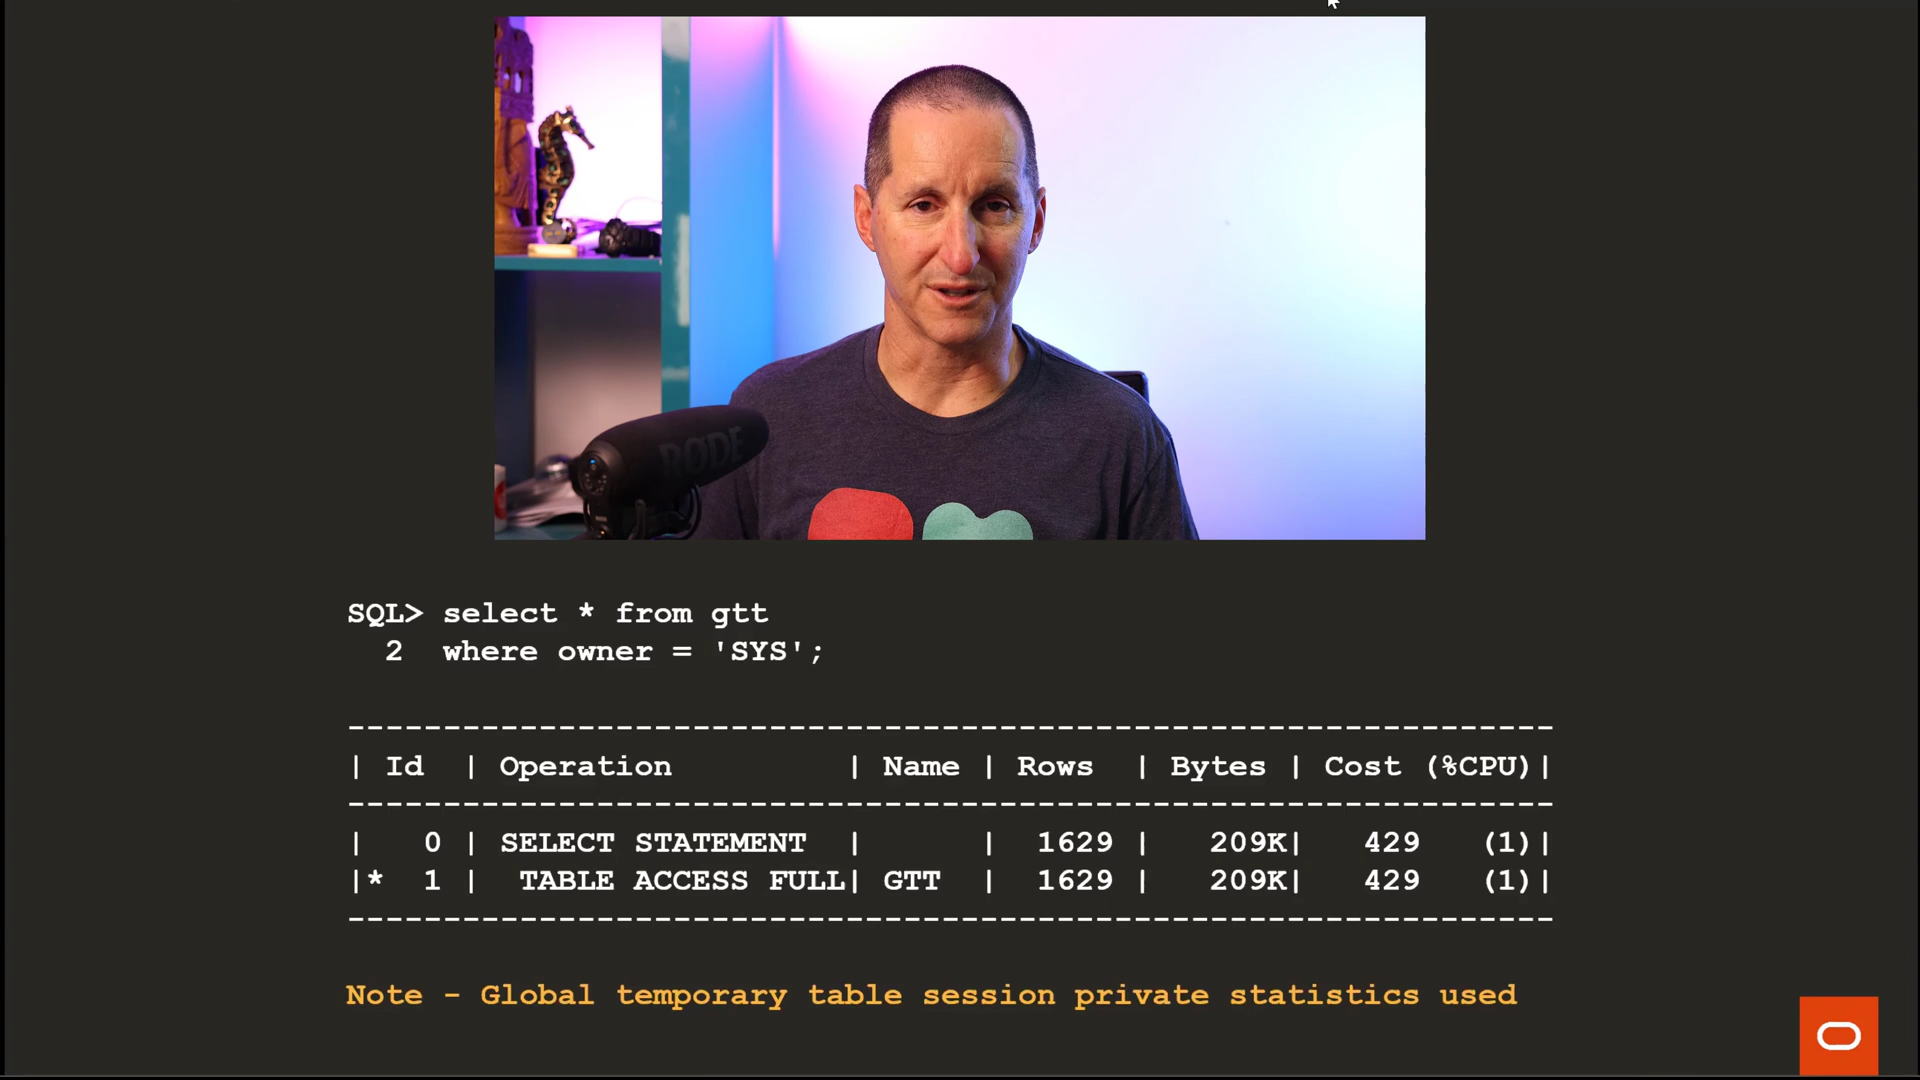 RØDE
SQL> select * from gtt
  2  where owner = 'SYS';
---------------------------------------------------------------
| Id  | Operation         | Name | Rows  | Bytes | Cost (%CPU)|
---------------------------------------------------------------
|   0 | SELECT STATEMENT  |      |  1629 |   209K|   429   (1)|
|*  1 |  TABLE ACCESS FULL| GTT  |  1629 |   209K|   429   (1)|
---------------------------------------------------------------
Note - Global temporary table session private statistics used